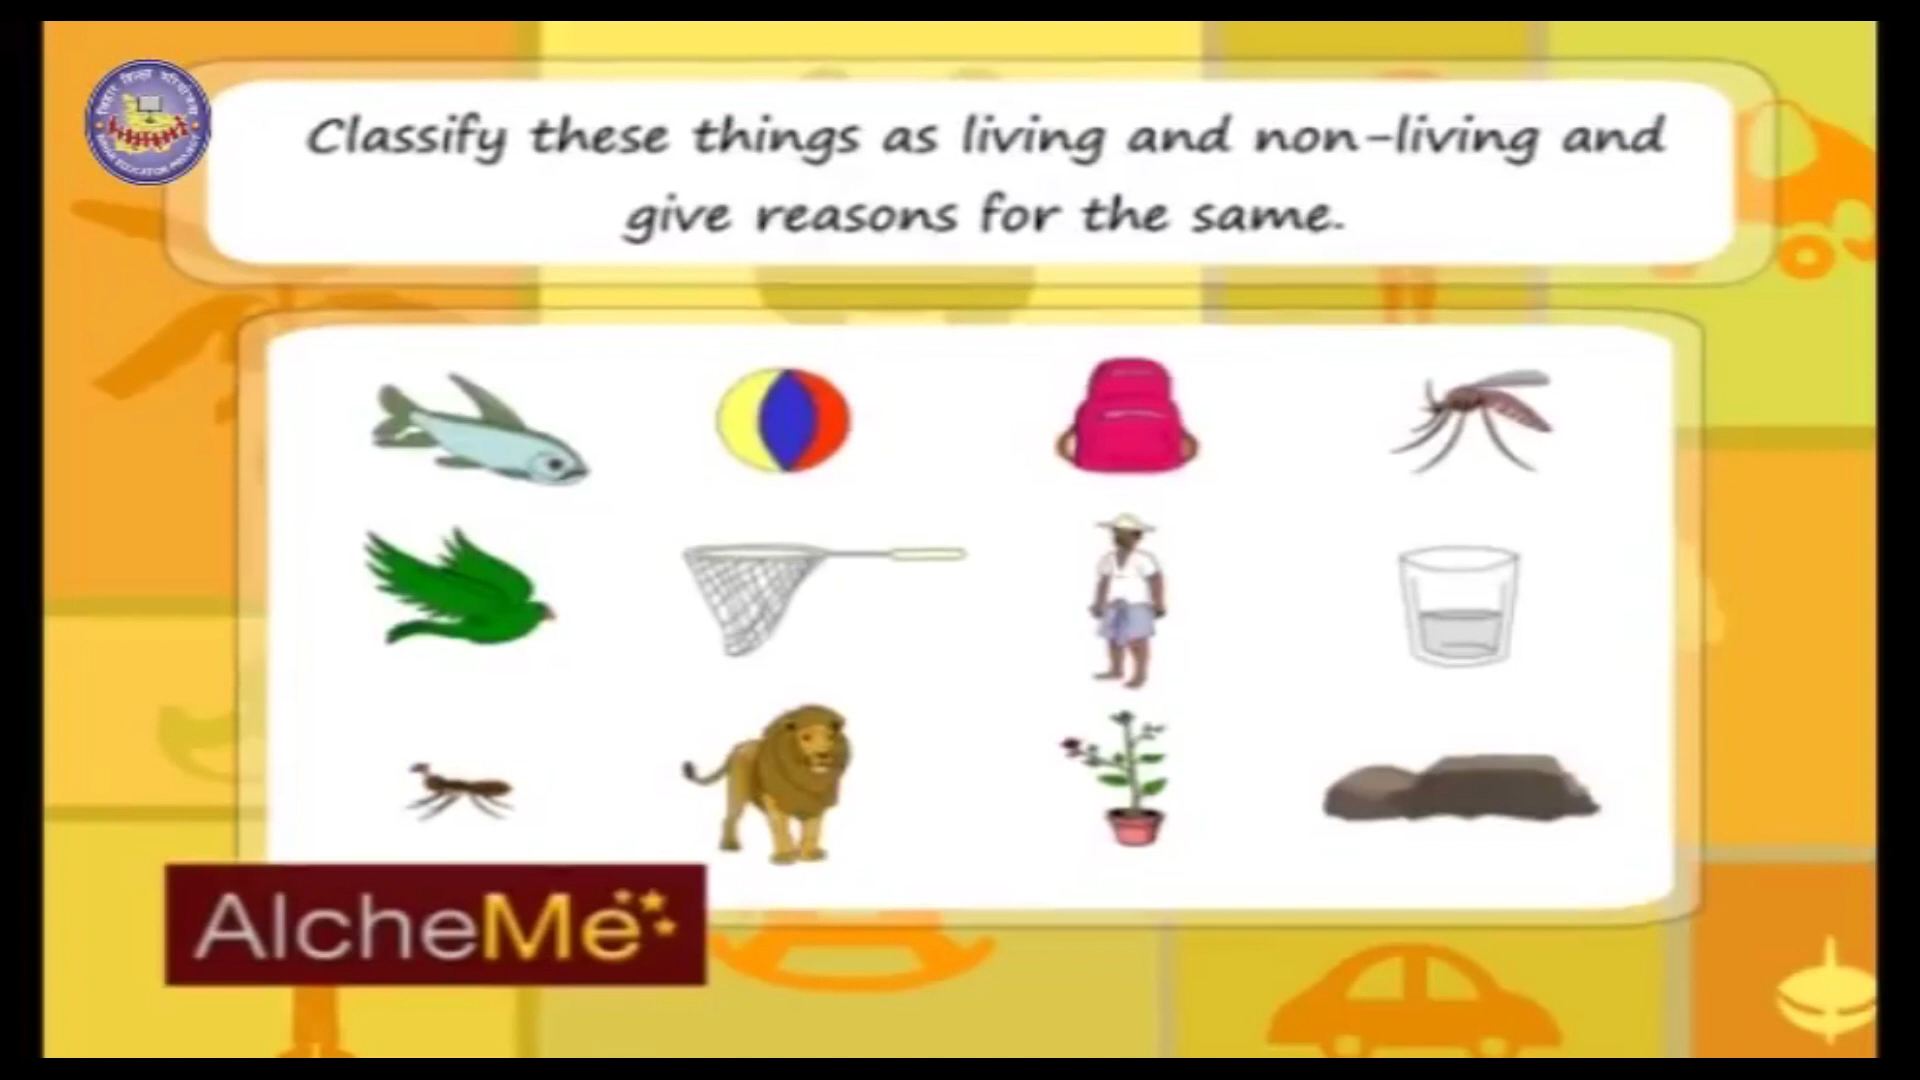 Classify these things as living and non-living and
give reasons for the same.
AlcheMe